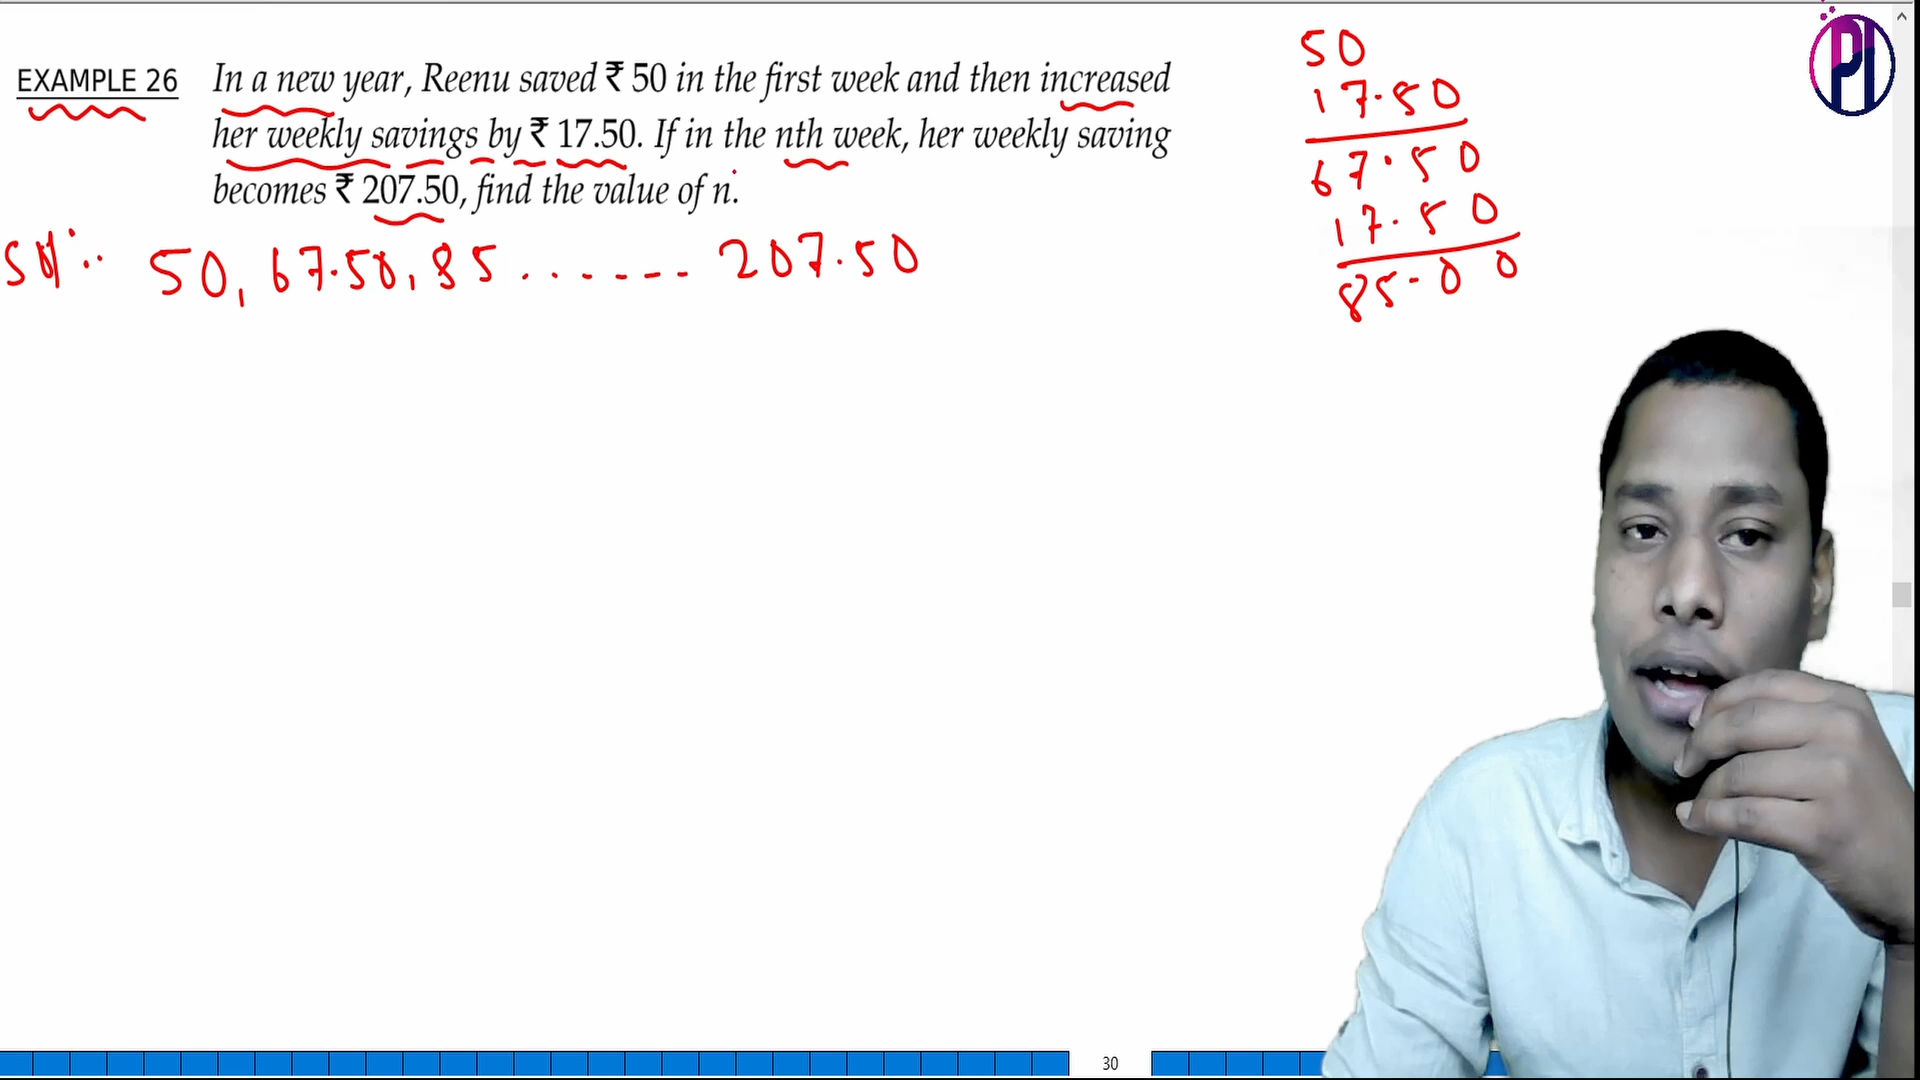 EXAMPLE 26 In a new year, Reenu saved ₹ 50 in the first week and then increased
her weekly savings by ₹ 17.50. If in the nth week, her weekly saving
becomes ₹ 207.50, find the value of n.
Sol:. 50, 67.50, 85 ....... 207.50
50
17.50
67.50
17.50
85.00
PI
30